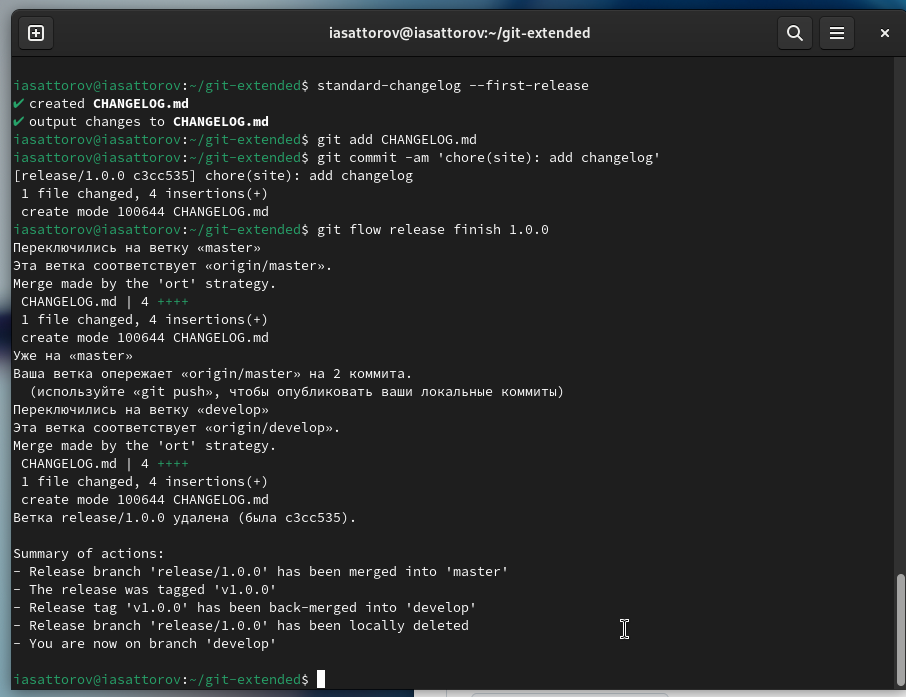 iasattorov@iasattorov:~/git-extended
iasattorov@iasattorov:~/git-extended$ standard-changelog --first-release
✔ created CHANGELOG.md
✔ output changes to CHANGELOG.md
iasattorov@iasattorov:~/git-extended$ git add CHANGELOG.md
iasattorov@iasattorov:~/git-extended$ git commit -am 'chore(site): add changelog'
[release/1.0.0 c3cc535] chore(site): add changelog
 1 file changed, 4 insertions(+)
 create mode 100644 CHANGELOG.md
iasattorov@iasattorov:~/git-extended$ git flow release finish 1.0.0
Переключились на ветку «master»
Эта ветка соответствует «origin/master».
Merge made by the 'ort' strategy.
 CHANGELOG.md | 4 ++++
 1 file changed, 4 insertions(+)
 create mode 100644 CHANGELOG.md
Уже на «master»
Ваша ветка опережает «origin/master» на 2 коммита.
  (используйте «git push», чтобы опубликовать ваши локальные коммиты)
Переключились на ветку «develop»
Эта ветка соответствует «origin/develop».
Merge made by the 'ort' strategy.
 CHANGELOG.md | 4 ++++
 1 file changed, 4 insertions(+)
 create mode 100644 CHANGELOG.md
Ветка release/1.0.0 удалена (была c3cc535).
Summary of actions:
- Release branch 'release/1.0.0' has been merged into 'master'
- The release was tagged 'v1.0.0'
- Release tag 'v1.0.0' has been back-merged into 'develop'
- Release branch 'release/1.0.0' has been locally deleted
- You are now on branch 'develop'
iasattorov@iasattorov:~/git-extended$